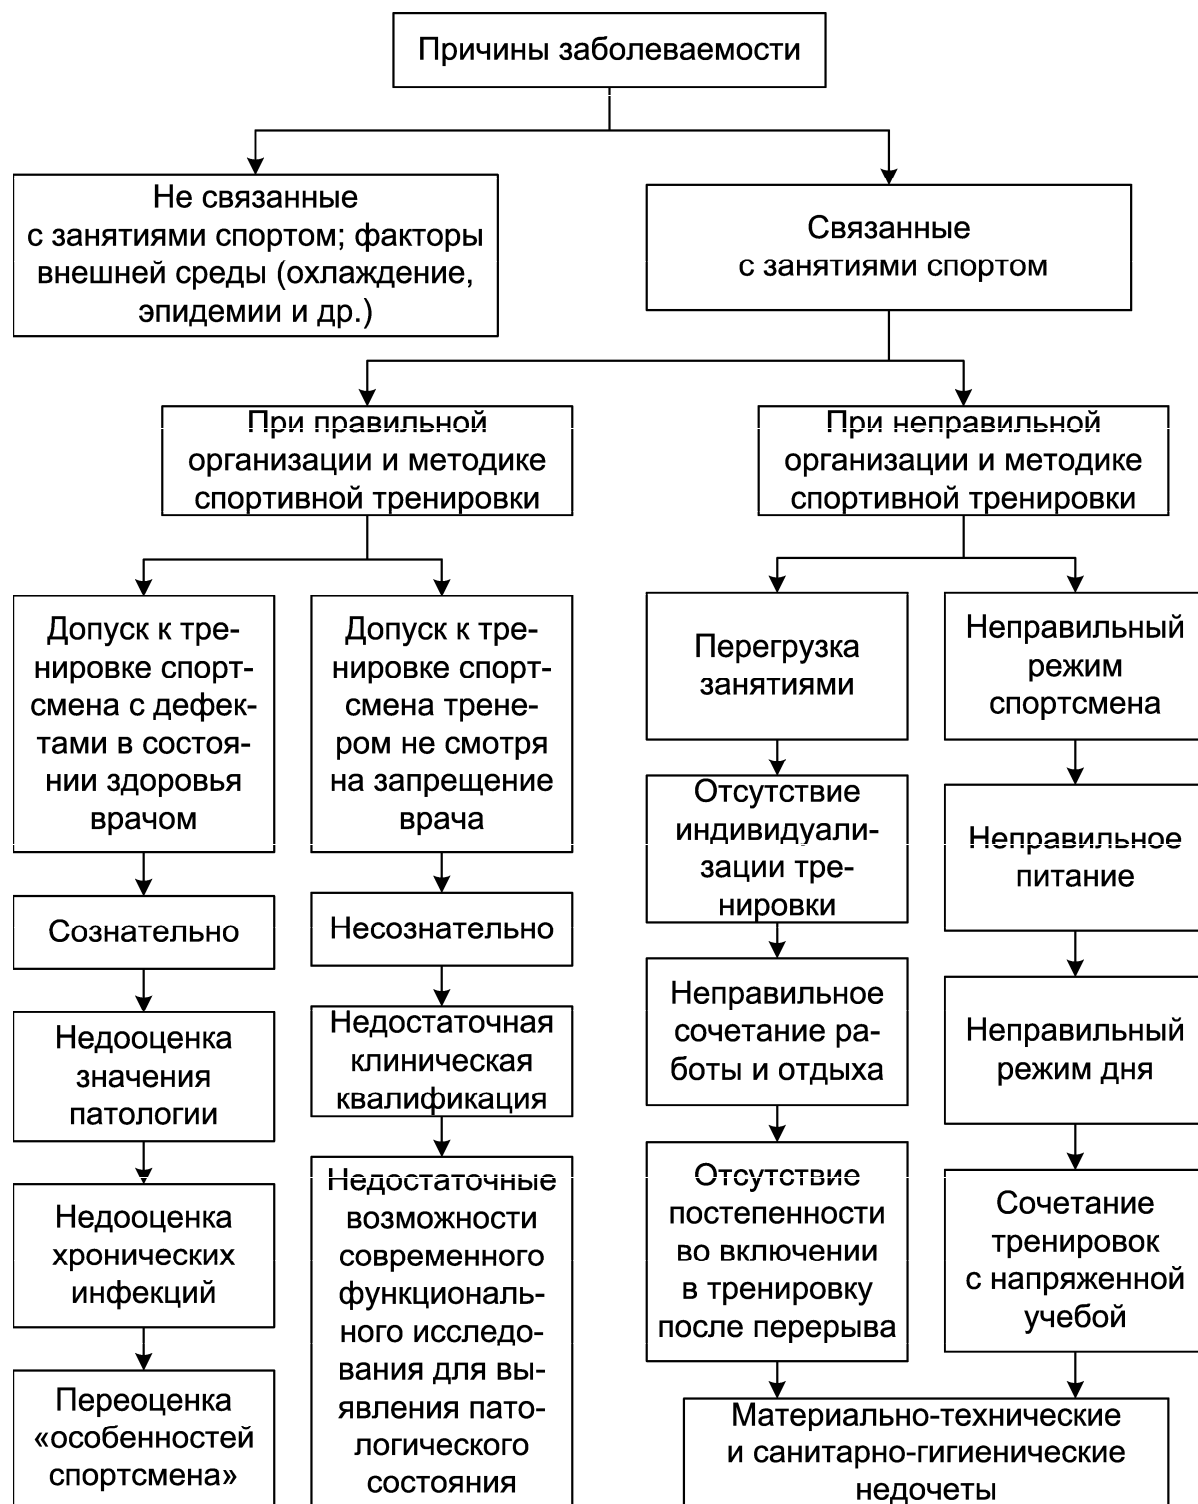 Причины заболеваемости
Не связанные
с занятиями спортом; факторы
внешней среды (охлаждение,
эпидемии и др.)
Связанные
с занятиями спортом
При правильной
организации и методике
спортивной тренировки
При неправильной
организации и методике
спортивной тренировки
Допуск к тре-
нировке спорт-
смена с дефек-
тами в состоя-
нии здоровья
врачом
Допуск к тре-
нировке спорт-
смена трене-
ром не смотря
на запрещение
врача
Перегрузка
занятиями
Неправильный
режим
спортсмена
Отсутствие
индивидуали-
зации тре-
нировки
Неправильное
питание
Сознательно
Несознательно
Неправильное
сочетание ра-
боты и отдыха
Неправильный
режим дня
Недооценка
значения
патологии
Недостаточная
клиническая
квалификация
Отсутствие
постепенности
во включении
в тренировку
после перерыва
Сочетание
тренировок
с напряженной
учебой
Недооценка
хронических
инфекций
Недостаточные
возможности
современного
функциональ-
ного исследо-
вания для вы-
явления пато-
логического
состояния
Переоценка
«особенностей
спортсмена»
Материально-технические
и санитарно-гигиенические
недочеты